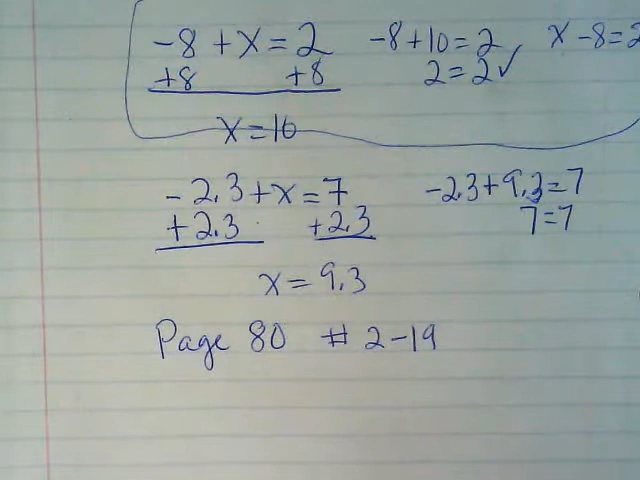 -8 + x = 2 -8 + 10 = 2 x - 8 = 2
+8 +8 2 = 2 ✓
x = 10
-2.3 + x = 7 -2.3 + 9.3 = 7
+2.3 +2.3 7 = 7
x = 9.3
Page 80 # 2-19